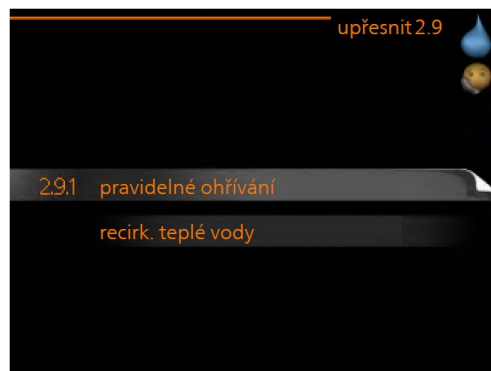 upřesnit 2.9
2.9.1 pravidelné ohřívání
recirk. teplé vody